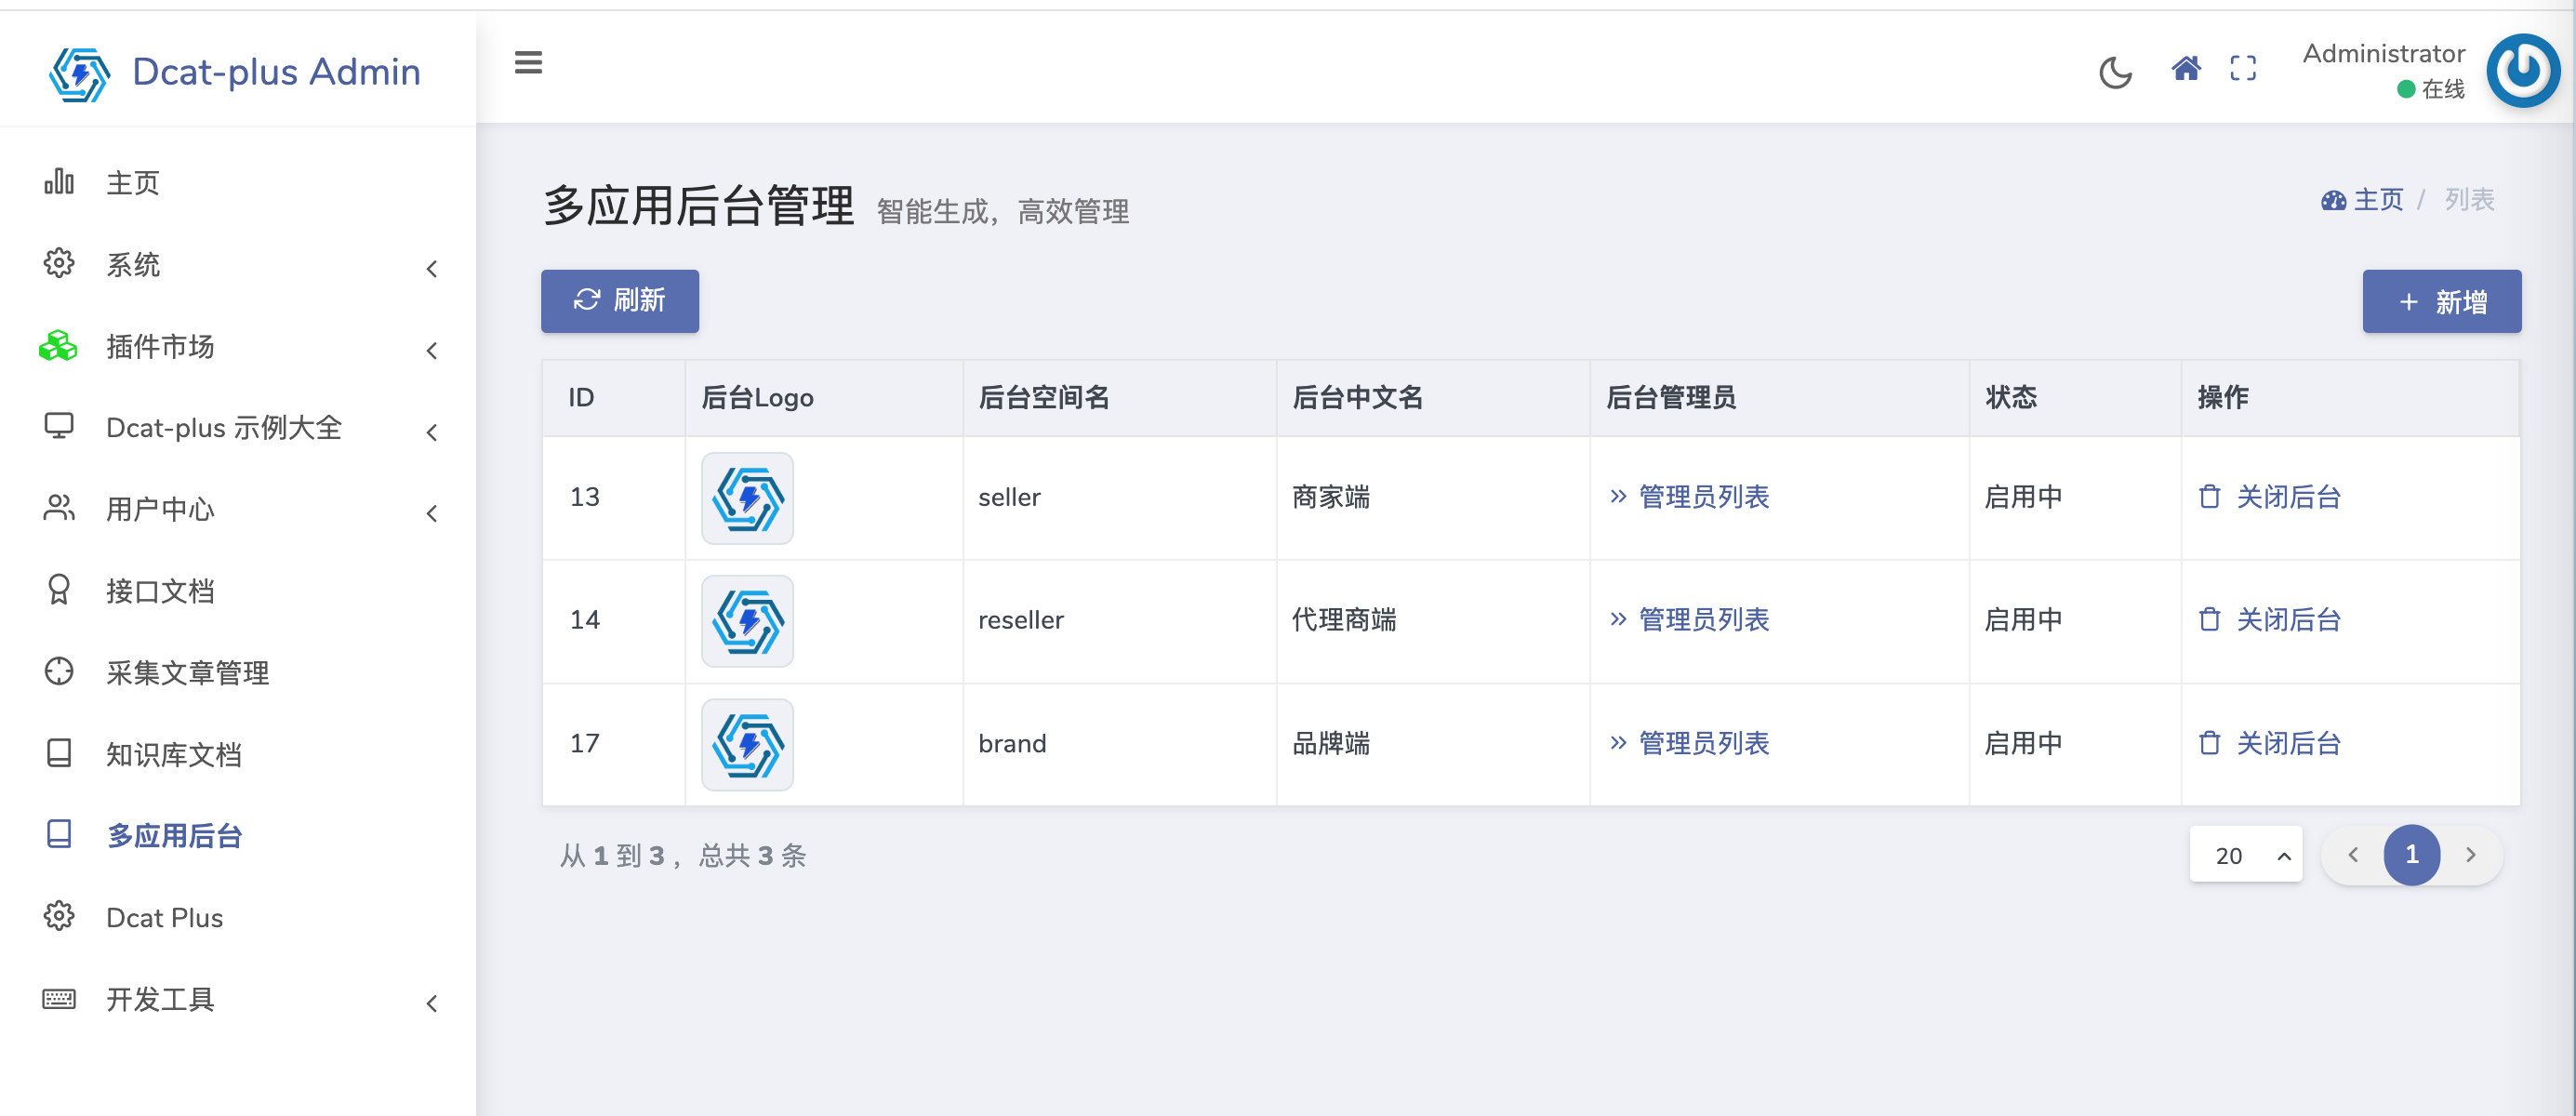 Dcat-plus Admin
主页
系统
插件市场
Dcat-plus 示例大全
用户中心
接口文档
采集文章管理
知识库文档
多应用后台
Dcat Plus
开发工具
Administrator
在线
多应用后台管理 智能生成，高效管理
主页 / 列表
刷新
+ 新增
ID 后台Logo 后台空间名 后台中文名 后台管理员 状态 操作
13 seller 商家端 管理员列表 启用中 关闭后台
14 reseller 代理商端 管理员列表 启用中 关闭后台
17 brand 品牌端 管理员列表 启用中 关闭后台
从 1 到 3 ，总共 3 条
20
1